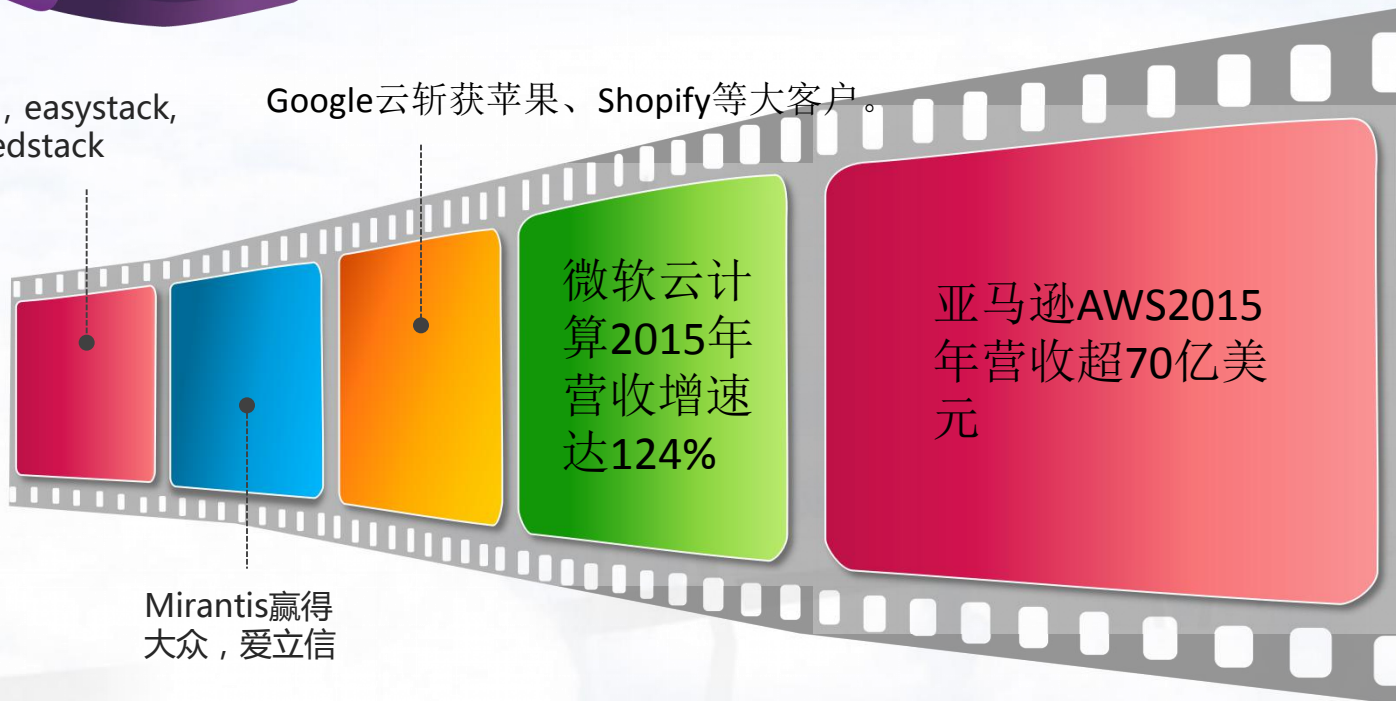 , easystack,
edstack
Google云斩获苹果、Shopify等大客户。
微软云计
算2015年
营收增速
达124%
亚马逊AWS2015
年营收超70亿美
元
Mirantis赢得
大众，爱立信